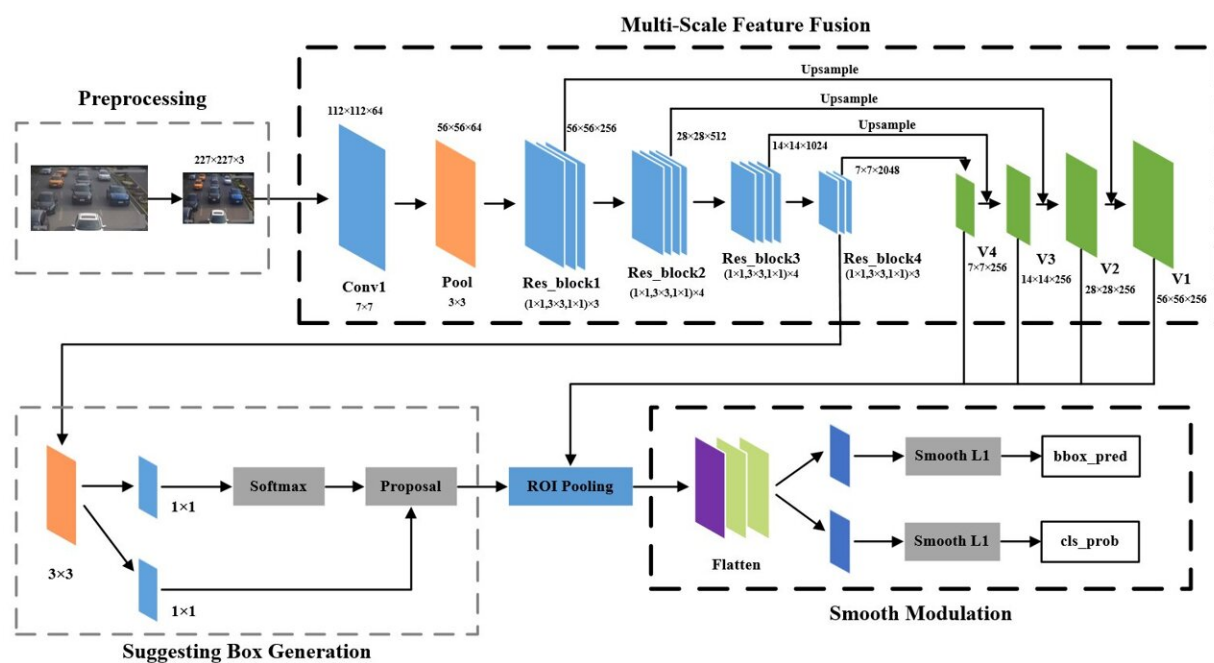 Multi-Scale Feature Fusion
Preprocessing
227×227×3
112×112×64
56×56×64
56×56×256
28×28×512
14×14×1024
7×7×2048
Upsample
Upsample
Upsample
Conv1
7×7
Pool
3×3
Res_block1
(1×1,3×3,1×1)×3
Res_block2
(1×1,3×3,1×1)×4
Res_block3
(1×1,3×3,1×1)×4
Res_block4
(1×1,3×3,1×1)×3
V4
7×7×256
V3
14×14×256
V2
28×28×256
V1
56×56×256
3×3
1×1
1×1
Softmax
Proposal
Suggesting Box Generation
ROI Pooling
Flatten
Smooth L1
bbox_pred
Smooth L1
cls_prob
Smooth Modulation